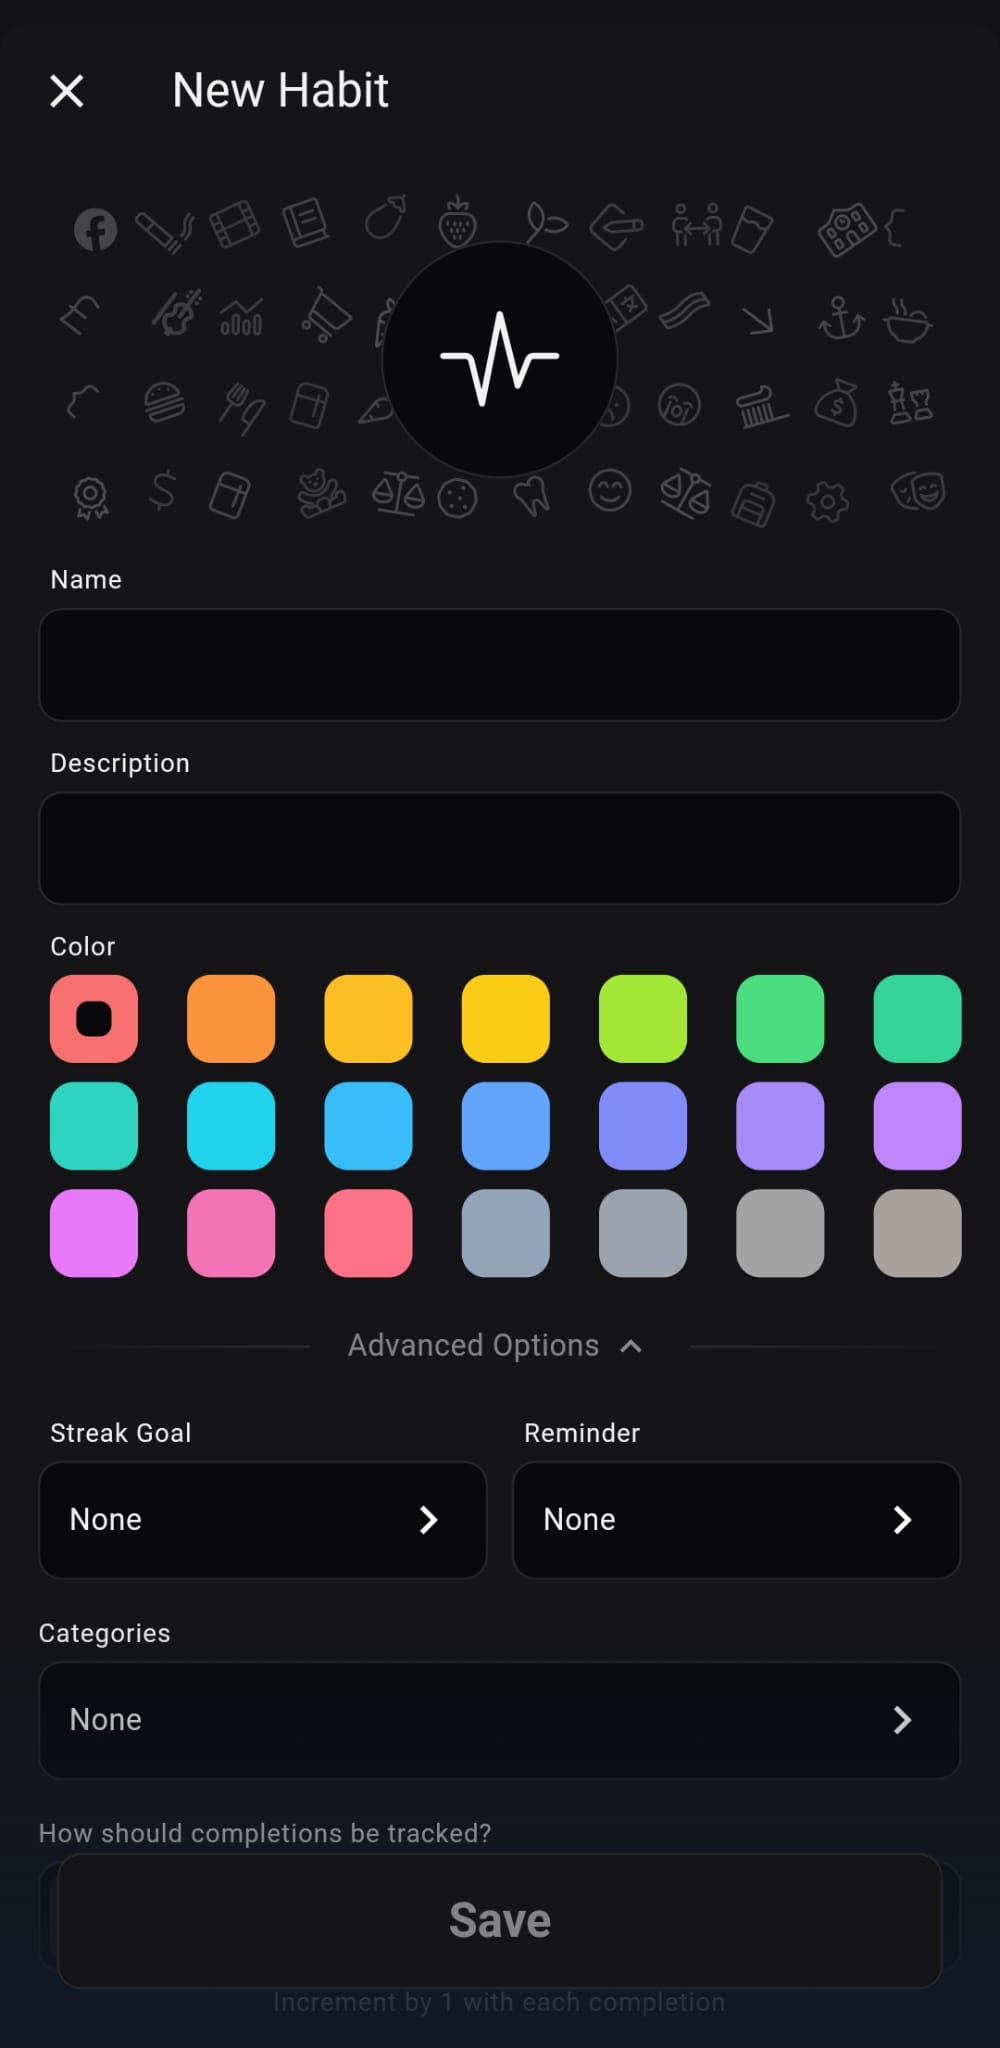 New Habit
Name
Description
Color
Advanced Options
Streak Goal
Reminder
None
None
Categories
None
How should completions be tracked?
Save
Increment by 1 with each completion